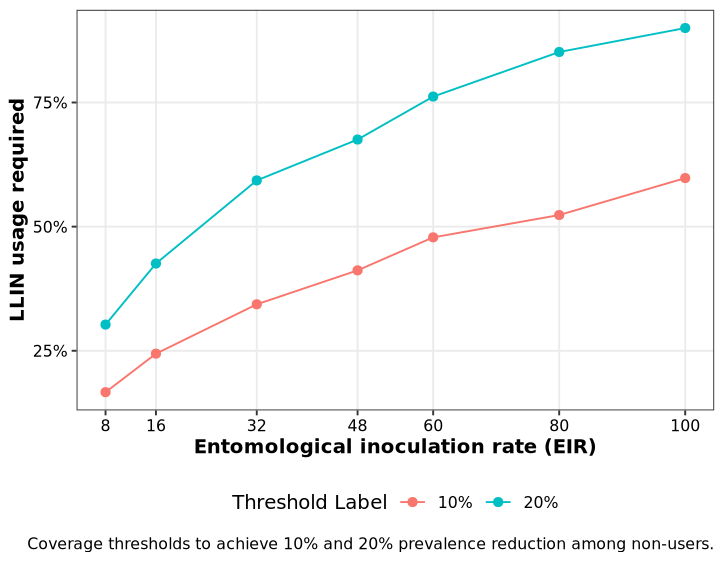 LLIN usage required
75%
50%
25%
8 16 32 48 60 80 100
Entomological inoculation rate (EIR)
Threshold Label 10% 20%
Coverage thresholds to achieve 10% and 20% prevalence reduction among non-users.